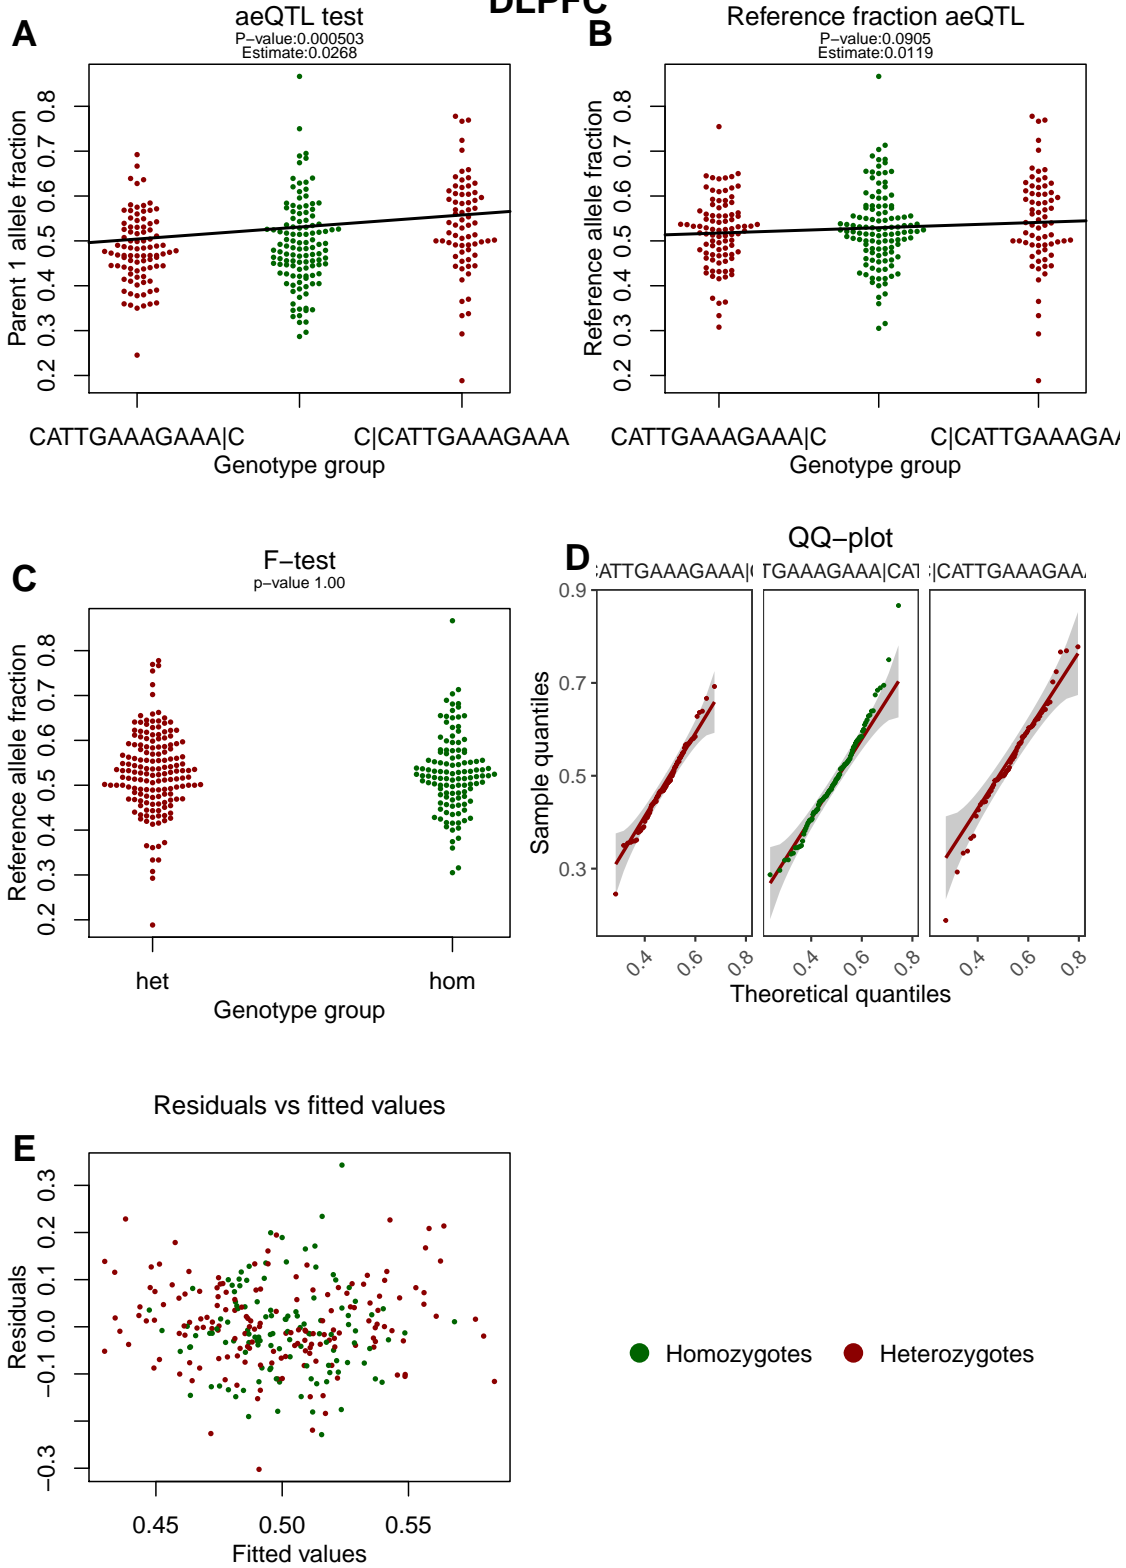 DLPFC
A
aeQTL test
P-value:0.000503
Estimate:0.0268
Parent 1 allele fraction
0.2 0.3 0.4 0.5 0.6 0.7 0.8
CATTGAAAGAAA|C C|CATTGAAAGAAA
Genotype group
B
Reference fraction aeQTL
P-value:0.0905
Estimate:0.0119
Reference allele fraction
0.2 0.3 0.4 0.5 0.6 0.7 0.8
CATTGAAAGAAA|C C|CATTGAAAGA
Genotype group
C
F−test
p−value 1.00
Reference allele fraction
0.2 0.3 0.4 0.5 0.6 0.7 0.8
het hom
Genotype group
D
QQ−plot
ATTGAAAGAAA| TGAAAGAAA|CAT |CATTGAAAGAA
Sample quantiles
0.9
0.7
0.5
0.3
0.4 0.6 0.8 0.4 0.6 0.8 0.4 0.6 0.8
Theoretical quantiles
Residuals vs fitted values
E
Residuals
−0.3 −0.1 0.0 0.1 0.2 0.3
0.45 0.50 0.55
Fitted values
Homozygotes Heterozygotes